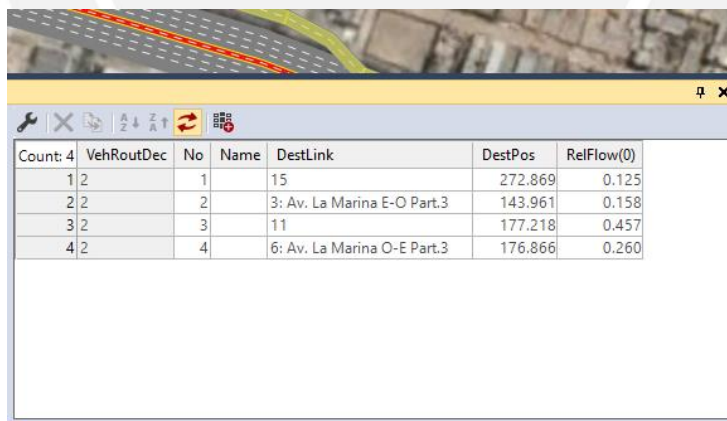 Count: 4 VehRoutDec No Name DestLink DestPos RelFlow(0)
1 2 1 15 272.869 0.125
2 2 2 3: Av. La Marina E-O Part.3 143.961 0.158
3 2 3 11 177.218 0.457
4 2 4 6: Av. La Marina O-E Part.3 176.866 0.260